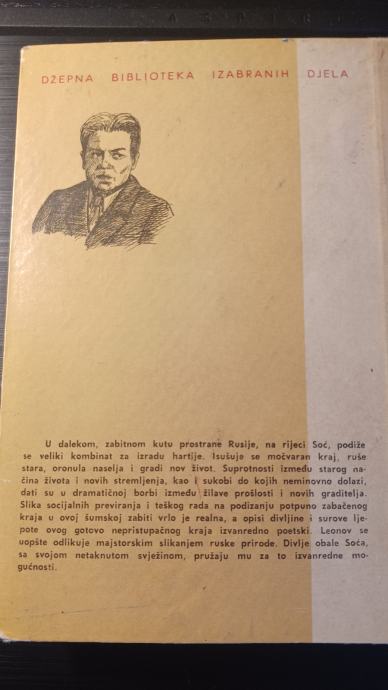 DŽEPNA BIBLIOTEKA IZABRANIH DJELA
U dalekom, zabitnom kutu prostrane Rusije, na rijeci Soć, podiže
se veliki kombinat za izradu hartije. Isušuje se močvaran kraj, ruše
stara, oronula naselja i gradi nov život. Suprotnosti između starog na-
čina života i novih stremljenja, kao i sukobi do kojih neminovno dolazi,
dati su u dramatičnoj borbi između žilave prošlosti i novih graditelja.
Slika socijalnih previranja i teškog rada na podizanju potpuno zabačenog
kraja u ovoj šumskoj zabiti vrlo je realna, a opisi divljine i surove lje-
pote ovog gotovo nepristupačnog kraja izvanredno poetski. Leonov se
uopšte odlikuje majstorskim slikanjem ruske prirode. Divlje obale Soća,
sa svojom netaknutom svježinom, pružaju mu za to izvanredne mo-
gućnosti.